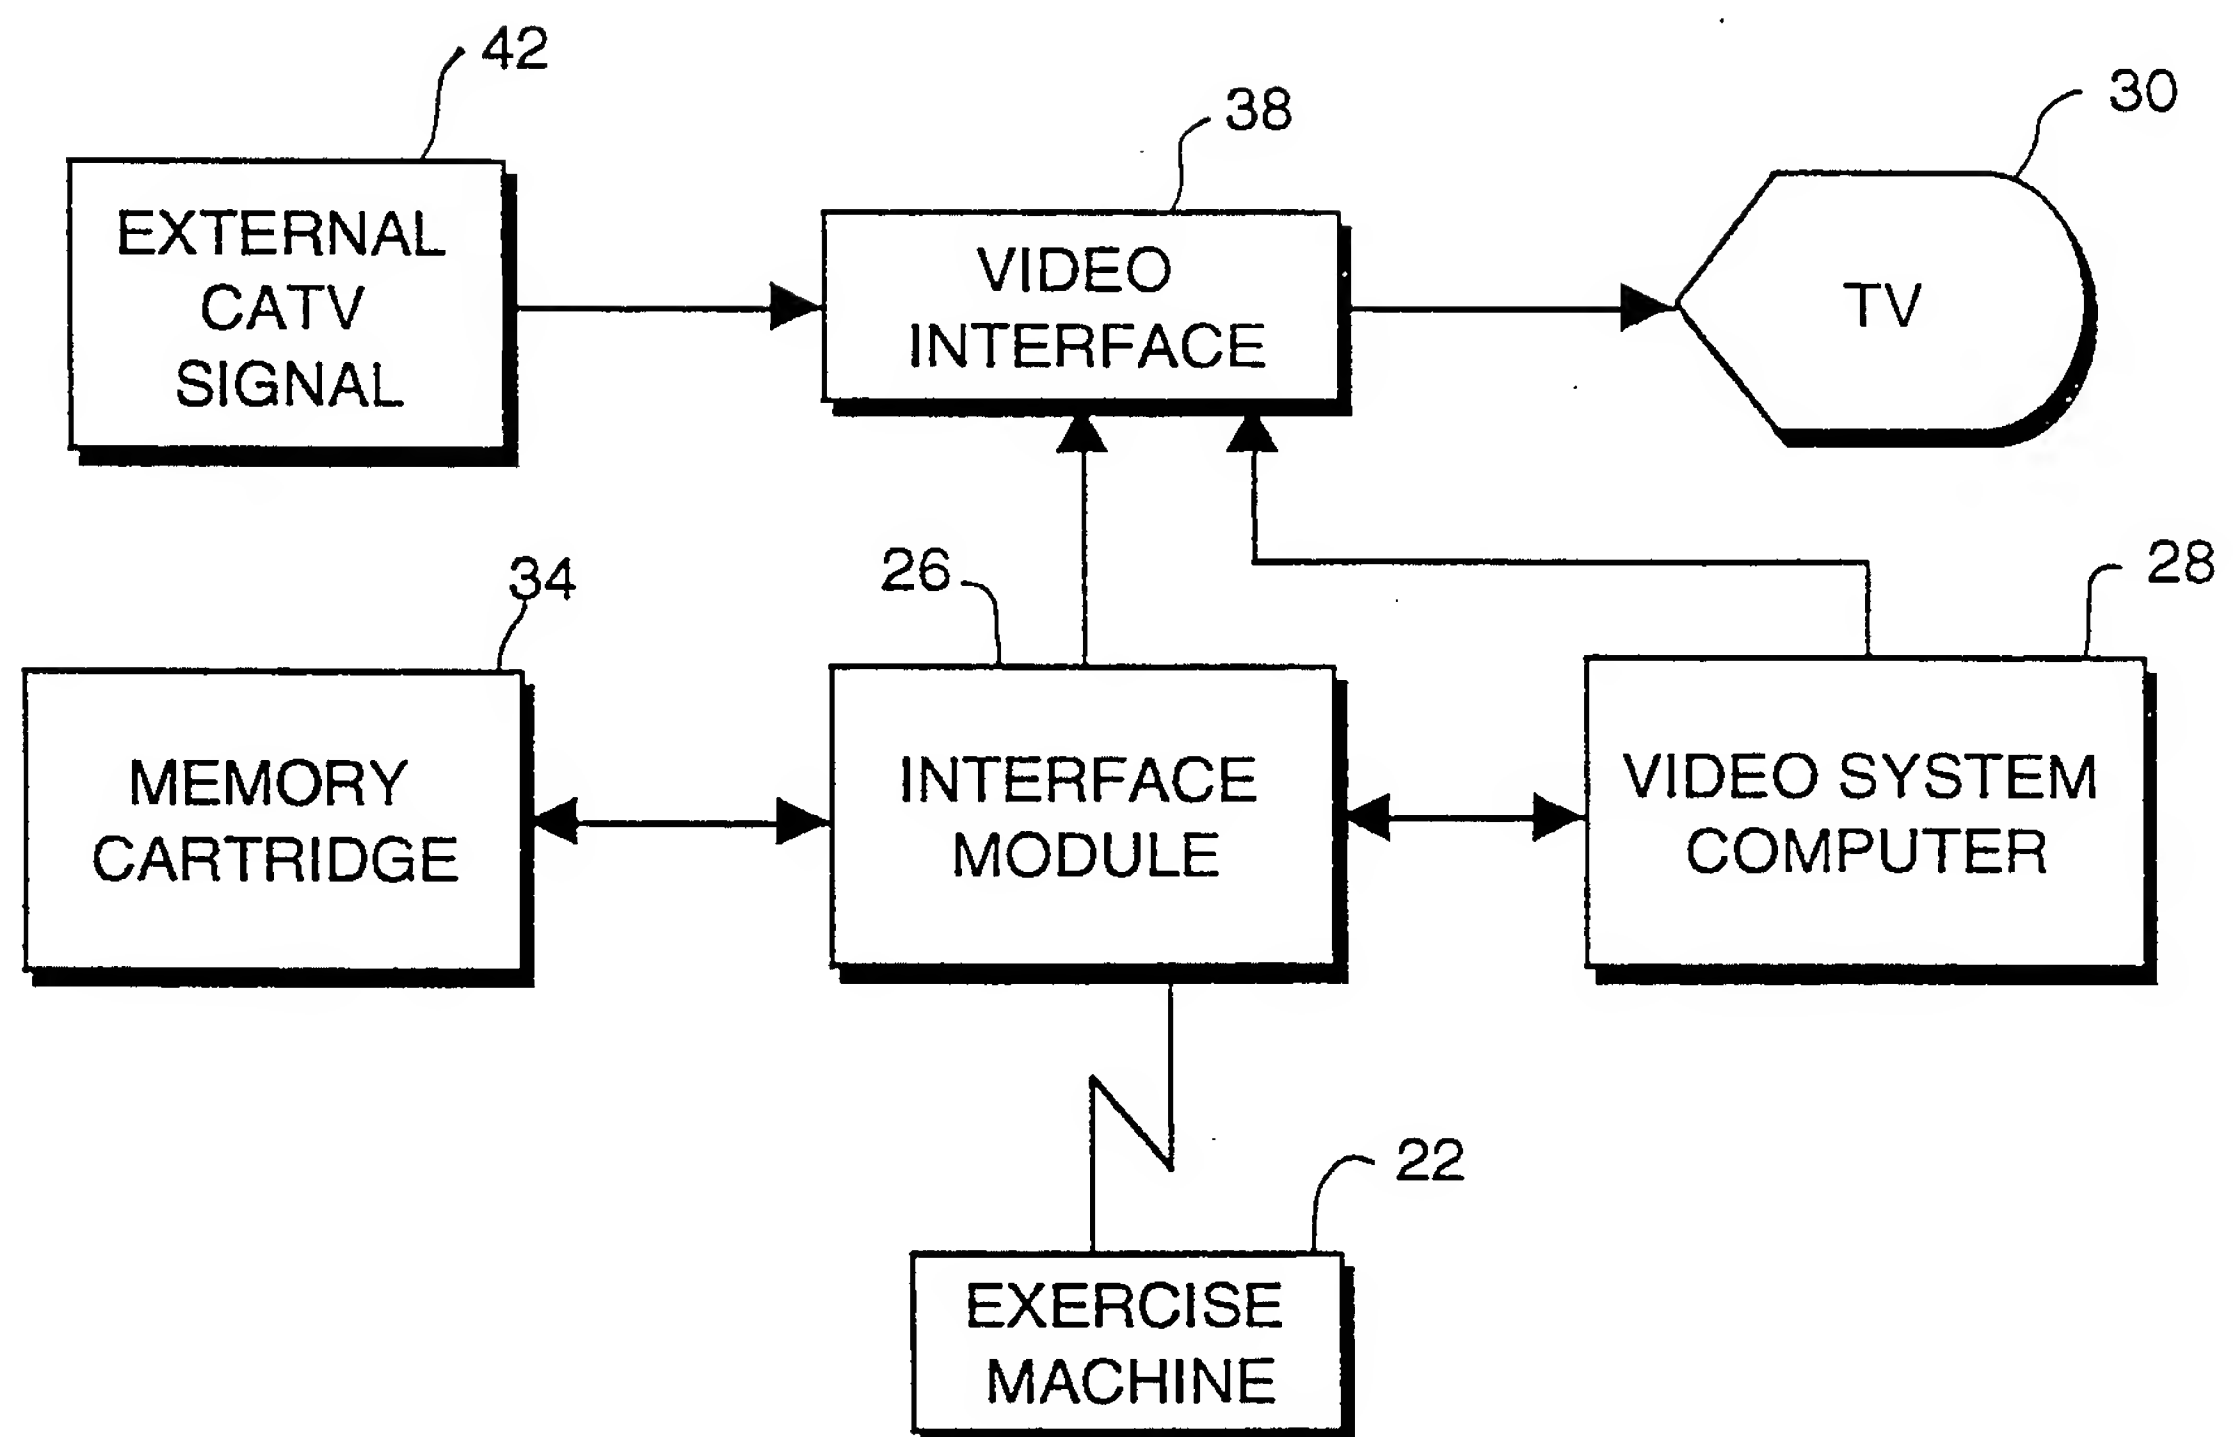 42
EXTERNAL
CATV
SIGNAL
38
VIDEO
INTERFACE
30
TV
34
MEMORY
CARTRIDGE
26
INTERFACE
MODULE
28
VIDEO SYSTEM
COMPUTER
22
EXERCISE
MACHINE